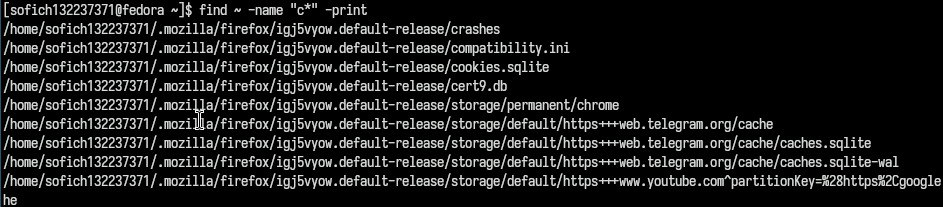 [sofich132237371@fedora ~]$ find ~ -name "c*" -print
/home/sofich132237371/.mozilla/firefox/igj5vyow.default-release/crashes
/home/sofich132237371/.mozilla/firefox/igj5vyow.default-release/compatibility.ini
/home/sofich132237371/.mozilla/firefox/igj5vyow.default-release/cookies.sqlite
/home/sofich132237371/.mozilla/firefox/igj5vyow.default-release/cert9.db
/home/sofich132237371/.mozilla/firefox/igj5vyow.default-release/storage/permanent/chrome
/home/sofich132237371/.mozilla/firefox/igj5vyow.default-release/storage/default/https+++web.telegram.org/cache
/home/sofich132237371/.mozilla/firefox/igj5vyow.default-release/storage/default/https+++web.telegram.org/cache/caches.sqlite
/home/sofich132237371/.mozilla/firefox/igj5vyow.default-release/storage/default/https+++web.telegram.org/cache/caches.sqlite-wal
/home/sofich132237371/.mozilla/firefox/igj5vyow.default-release/storage/default/https+++www.youtube.com^partitionKey=%28https%2Cgoogle
he